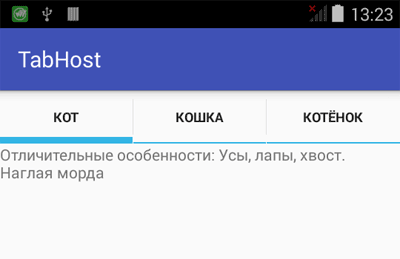 13:23
TabHost
КОТ
КОШКА
КОТЁНОК
Отличительные особенности: Усы, лапы, хвост.
Наглая морда